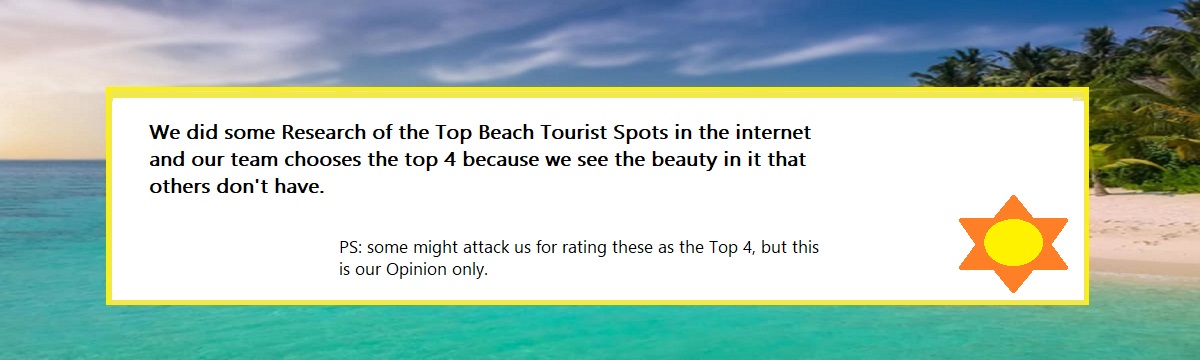 We did some Research of the Top Beach Tourist Spots in the internet
and our team chooses the top 4 because we see the beauty in it that
others don't have.
PS: some might attack us for rating these as the Top 4, but this
is our Opinion only.